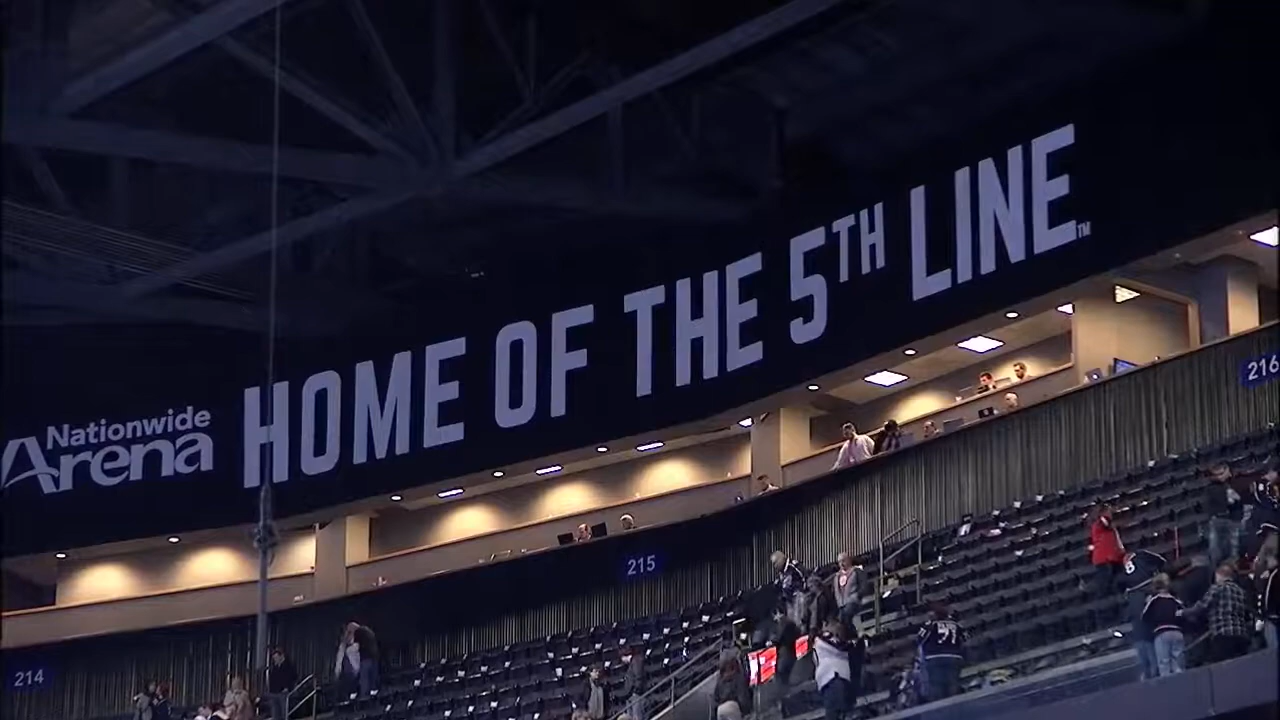 Nationwide
Arena
HOME OF THE 5TH LINE™
214
215
216